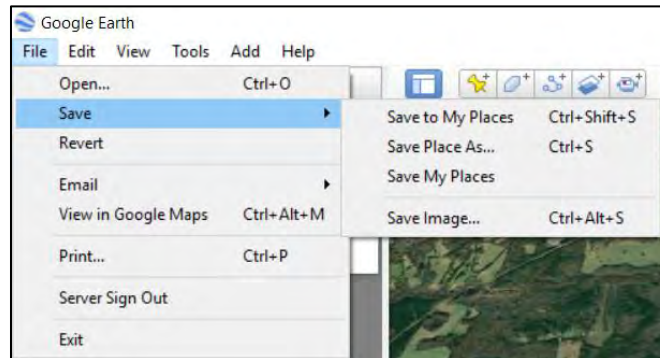 Google Earth
File Edit View Tools Add Help
Open... Ctrl+O
Save
Revert
Email
View in Google Maps Ctrl+Alt+M
Print... Ctrl+P
Server Sign Out
Exit
Save to My Places Ctrl+Shift+S
Save Place As... Ctrl+S
Save My Places
Save Image... Ctrl+Alt+S